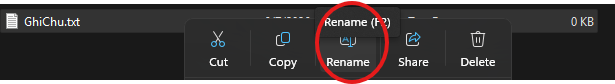 GhiChu.txt
Rename (F2)
0 KB
Cut
Copy
Rename
Share
Delete